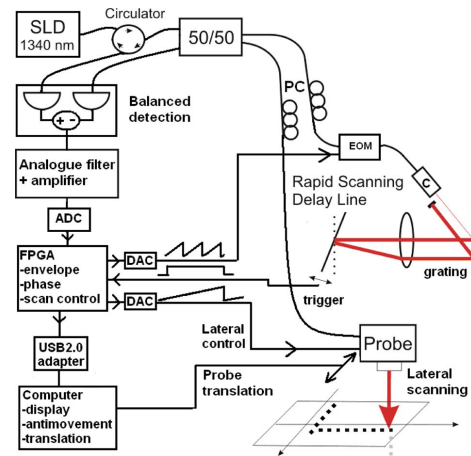 Circulator
SLD
1340 nm
50/50
PC
Balanced
detection
+ -
EOM
Analogue filter
+ amplifier
C
Rapid Scanning
Delay Line
ADC
grating
FPGA
-envelope
-phase
-scan control
DAC
DAC
trigger
Lateral
control
USB2.0
adapter
Probe
Probe
translation
Lateral
scanning
Computer
-display
-antimovement
-translation